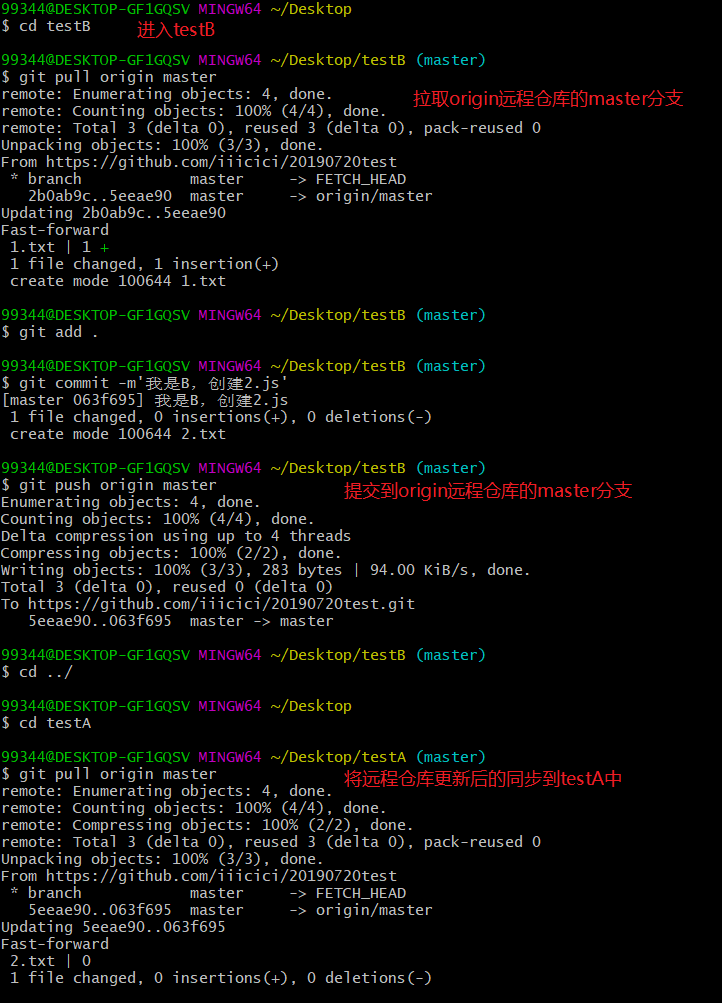 99344@DESKTOP-GF1GQSV MINGW64 ~/Desktop
$ cd testB 进入testB
99344@DESKTOP-GF1GQSV MINGW64 ~/Desktop/testB (master)
$ git pull origin master
remote: Enumerating objects: 4, done. 拉取origin远程仓库的master分支
remote: Counting objects: 100% (4/4), done.
remote: Total 3 (delta 0), reused 3 (delta 0), pack-reused 0
Unpacking objects: 100% (3/3), done.
From https://github.com/iiicici/20190720test
 * branch            master     -> FETCH_HEAD
   2b0ab9c..5eeae90  master     -> origin/master
Updating 2b0ab9c..5eeae90
Fast-forward
 1.txt | 1 +
 1 file changed, 1 insertion(+)
 create mode 100644 1.txt
99344@DESKTOP-GF1GQSV MINGW64 ~/Desktop/testB (master)
$ git add .
99344@DESKTOP-GF1GQSV MINGW64 ~/Desktop/testB (master)
$ git commit -m'我是B，创建2.js'
[master 063f695] 我是B，创建2.js
 1 file changed, 0 insertions(+), 0 deletions(-)
 create mode 100644 2.txt
99344@DESKTOP-GF1GQSV MINGW64 ~/Desktop/testB (master)
$ git push origin master 提交到origin远程仓库的master分支
Enumerating objects: 4, done.
Counting objects: 100% (4/4), done.
Delta compression using up to 4 threads
Compressing objects: 100% (2/2), done.
Writing objects: 100% (3/3), 283 bytes | 94.00 KiB/s, done.
Total 3 (delta 0), reused 0 (delta 0)
To https://github.com/iiicici/20190720test.git
   5eeae90..063f695  master -> master
99344@DESKTOP-GF1GQSV MINGW64 ~/Desktop/testB (master)
$ cd ../
99344@DESKTOP-GF1GQSV MINGW64 ~/Desktop
$ cd testA
99344@DESKTOP-GF1GQSV MINGW64 ~/Desktop/testA (master)
$ git pull origin master 将远程仓库更新后的同步到testA中
remote: Enumerating objects: 4, done.
remote: Counting objects: 100% (4/4), done.
remote: Compressing objects: 100% (2/2), done.
remote: Total 3 (delta 0), reused 3 (delta 0), pack-reused 0
Unpacking objects: 100% (3/3), done.
From https://github.com/iiicici/20190720test
 * branch            master     -> FETCH_HEAD
   5eeae90..063f695  master     -> origin/master
Updating 5eeae90..063f695
Fast-forward
 2.txt | 0
 1 file changed, 0 insertions(+), 0 deletions(-)